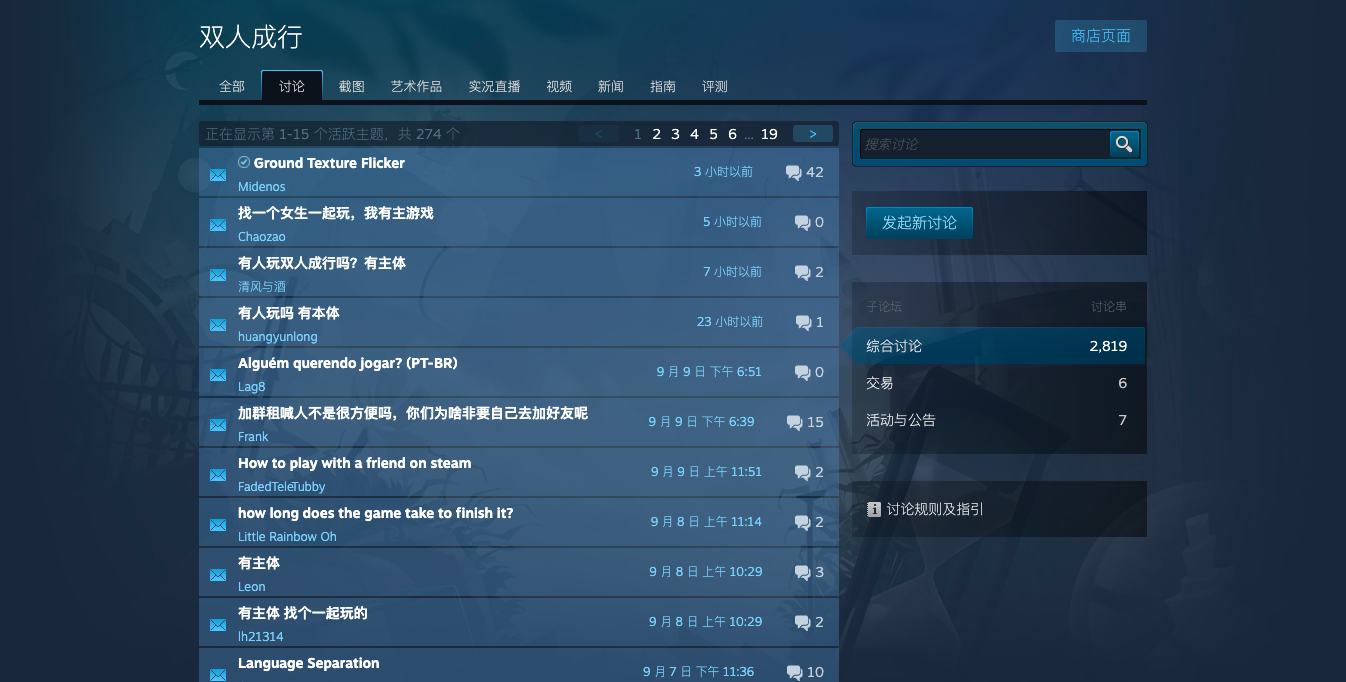 双人成行
商店页面
全部 讨论 截图 艺术作品 实况直播 视频 新闻 指南 评测
正在显示第 1-15 个活跃主题，共 274 个 < 1 2 3 4 5 6 ... 19 >
搜索讨论
Ground Texture Flicker 3 小时以前 42
Midenos
找一个女生一起玩，我有主游戏 5 小时以前 0
Chaozao
有人玩双人成行吗？有主体 7 小时以前 2
清风与酒
有人玩吗 有本体 23 小时以前 1
huangyunlong
Alguém querendo jogar? (PT-BR) 9 月 9 日 下午 6:51 0
Lag8
加群租喊人不是很方便吗，你们为啥非要自己去加好友呢 9 月 9 日 下午 6:39 15
Frank
How to play with a friend on steam 9 月 9 日 上午 11:51 2
FadedTeleTubby
how long does the game take to finish it? 9 月 8 日 上午 11:14 2
Little Rainbow Oh
有主体 9 月 8 日 上午 10:29 3
Leon
有主体 找个一起玩的 9 月 8 日 上午 10:29 2
lh21314
Language Separation 9 月 7 日 下午 11:36 10
发起新讨论
子论坛 讨论串
综合讨论 2,819
交易 6
活动与公告 7
讨论规则及指引